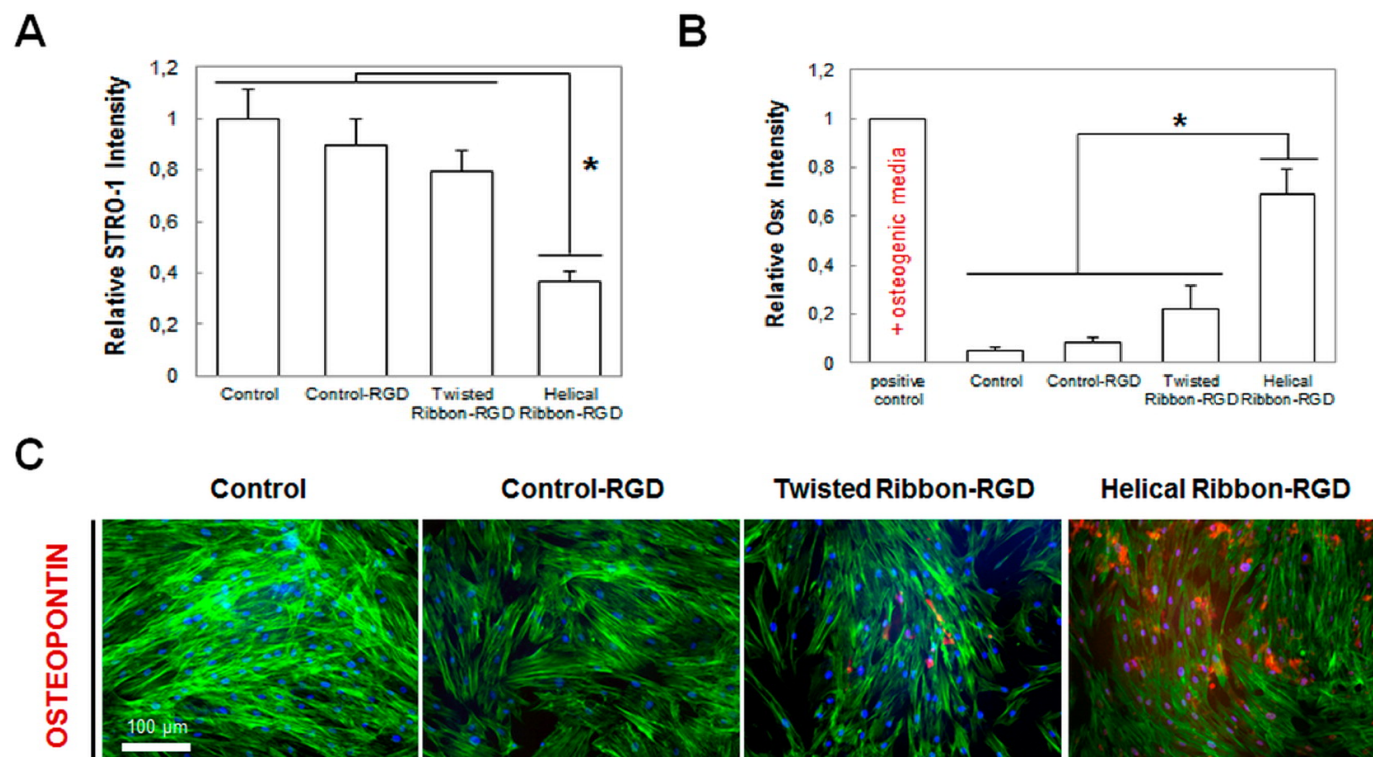 A
Relative STRO-1 Intensity
1,2
1
0,8
0,6
0,4
0,2
0
*
Control
Control-RGD
Twisted
Ribbon-RGD
Helical
Ribbon-RGD
B
Relative Osx Intensity
1,2
1
0,8
0,6
0,4
0,2
0
+ osteogenic media
*
positive
control
Control
Control-RGD
Twisted
Ribbon-RGD
Helical
Ribbon-RGD
C
Control
Control-RGD
Twisted Ribbon-RGD
Helical Ribbon-RGD
OSTEOPONTIN
100 µm